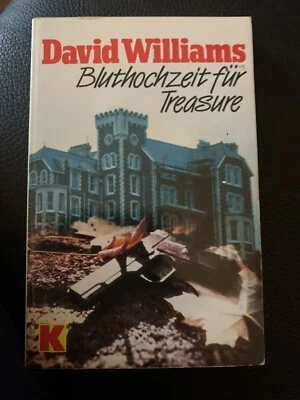 David Williams
Bluthochzeit für
Treasure
K